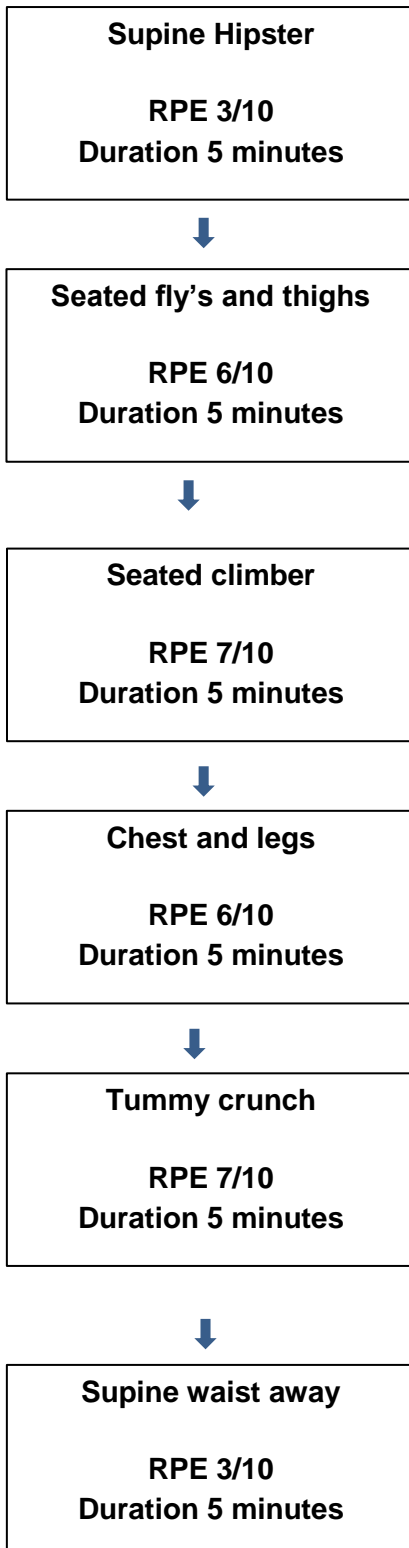 Supine Hipster
RPE 3/10
Duration 5 minutes
Seated fly's and thighs
RPE 6/10
Duration 5 minutes
Seated climber
RPE 7/10
Duration 5 minutes
Chest and legs
RPE 6/10
Duration 5 minutes
Tummy crunch
RPE 7/10
Duration 5 minutes
Supine waist away
RPE 3/10
Duration 5 minutes